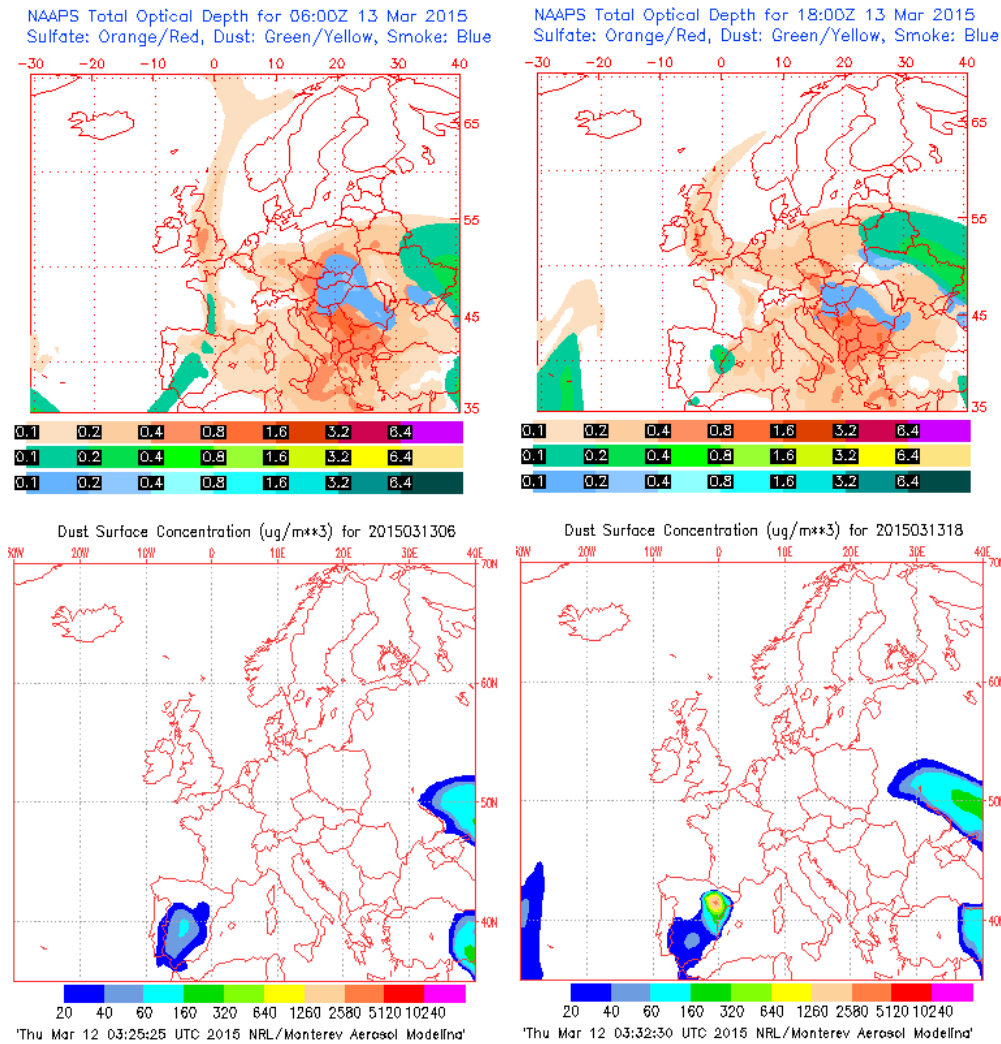 NAAPS Total Optical Depth for 06:00Z 13 Mar 2015
Sulfate: Orange/Red, Dust: Green/Yellow, Smoke: Blue
-30 -20 -10 0 10 20 30 40
65
55
45
35
0.1 0.2 0.4 0.8 1.6 3.2 6.4
0.1 0.2 0.4 0.8 1.6 3.2 6.4
0.1 0.2 0.4 0.8 1.6 3.2 6.4
NAAPS Total Optical Depth for 18:00Z 13 Mar 2015
Sulfate: Orange/Red, Dust: Green/Yellow, Smoke: Blue
-30 -20 -10 0 10 20 30 40
65
55
45
35
0.1 0.2 0.4 0.8 1.6 3.2 6.4
0.1 0.2 0.4 0.8 1.6 3.2 6.4
0.1 0.2 0.4 0.8 1.6 3.2 6.4
Dust Surface Concentration (ug/m**3) for 2015031306
30W 20W 10W 0 10E 20E 30E 40E
70N
60N
50N
40N
20 40 60 160 320 640 1260 2580 5120 10240
'Thu Mar 12 03:25:25 UTC 2015 NRL/Monterey Aerosol Modeling'
Dust Surface Concentration (ug/m**3) for 2015031318
30W 20W 10W 0 10E 20E 30E 40E
70N
60N
50N
40N
20 40 60 160 320 640 1260 2580 5120 10240
'Thu Mar 12 03:32:30 UTC 2015 NRL/Monterey Aerosol Modeling'